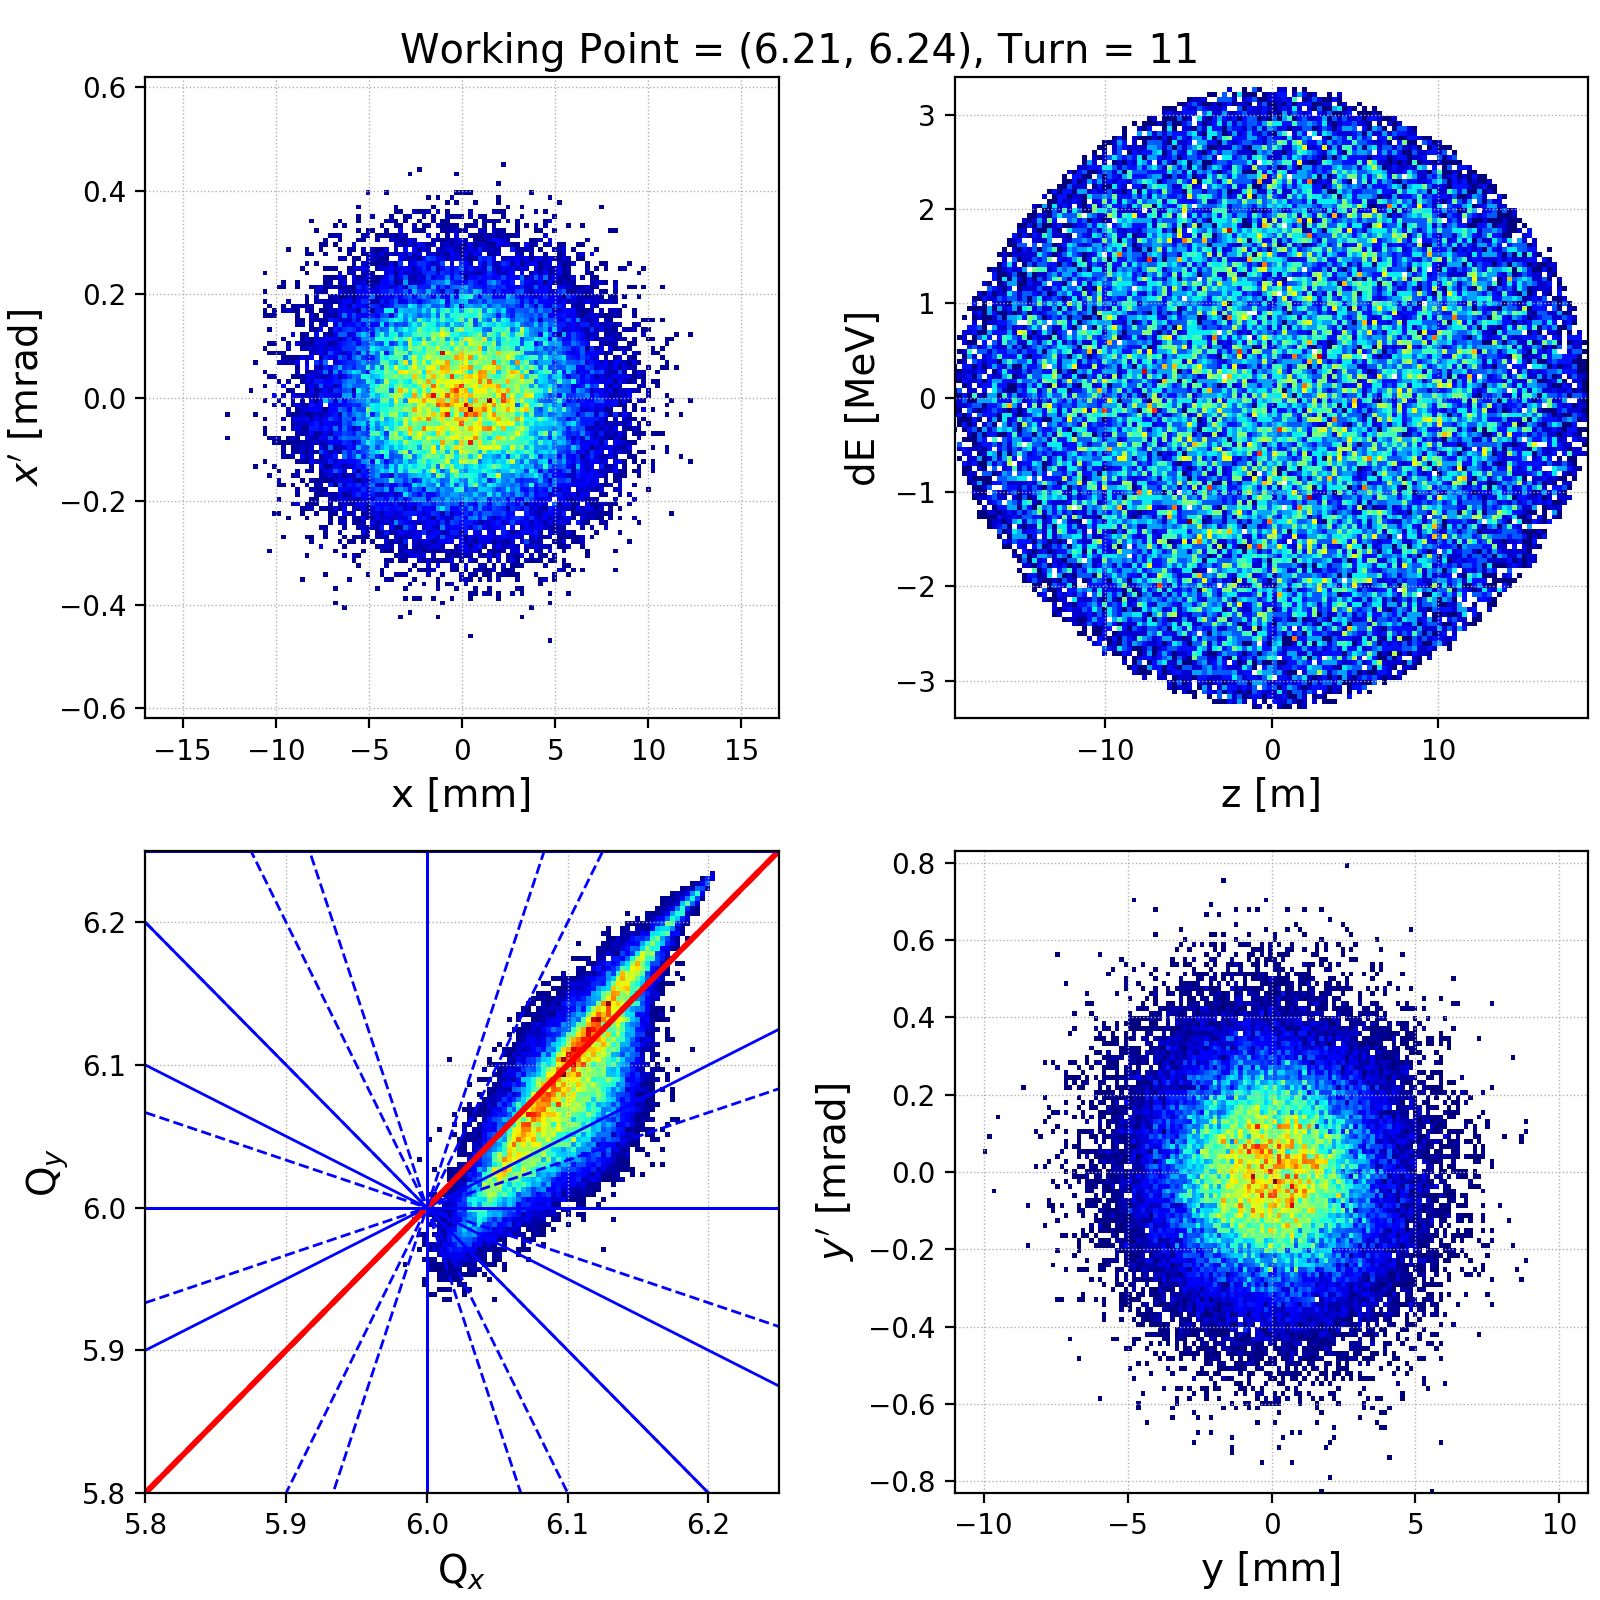 Working Point = (6.21, 6.24), Turn = 11
0.6
0.4
0.2
0.0
−0.2
−0.4
−0.6
x′ [mrad]
−15 −10 −5 0 5 10 15
x [mm]
3
2
1
0
−1
−2
−3
dE [MeV]
−10 0 10
z [m]
6.2
6.1
6.0
5.9
5.8
Qy
5.8 5.9 6.0 6.1 6.2
Qx
0.8
0.6
0.4
0.2
0.0
−0.2
−0.4
−0.6
−0.8
y′ [mrad]
−10 −5 0 5 10
y [mm]